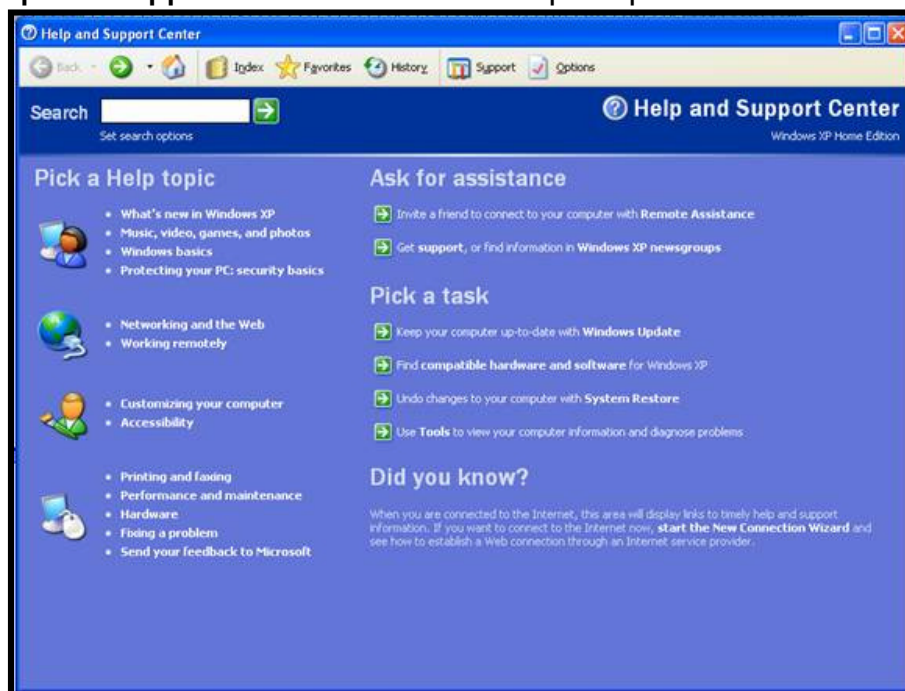 Help and Support Center
Back
Index
Favorites
History
Support
Options
Search
Set search options
Help and Support Center
Windows XP Home Edition
Pick a Help topic
What's new in Windows XP
Music, video, games, and photos
Windows basics
Protecting your PC: security basics
Networking and the Web
Working remotely
Customizing your computer
Accessibility
Printing and faxing
Performance and maintenance
Hardware
Fixing a problem
Send your feedback to Microsoft
Ask for assistance
Invite a friend to connect to your computer with Remote Assistance
Get support, or find information in Windows XP newsgroups
Pick a task
Keep your computer up-to-date with Windows Update
Find compatible hardware and software for Windows XP
Undo changes to your computer with System Restore
Use Tools to view your computer information and diagnose problems
Did you know?
When you are connected to the Internet, this area will display links to timely help and support
information. If you want to connect to the Internet now, start the New Connection Wizard and
see how to establish a Web connection through an Internet service provider.